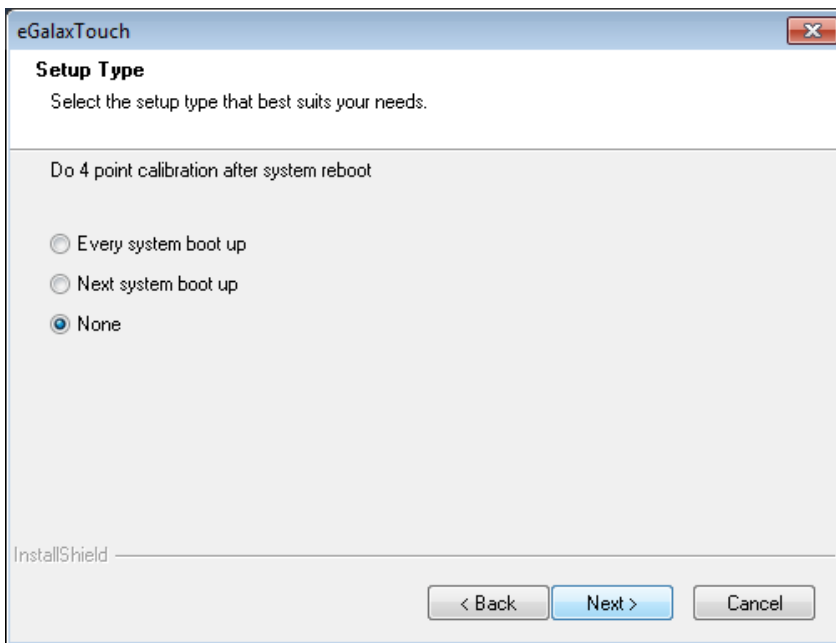 eGalaxTouch
Setup Type
Select the setup type that best suits your needs.
Do 4 point calibration after system reboot
Every system boot up
Next system boot up
None
InstallShield
< Back Next > Cancel